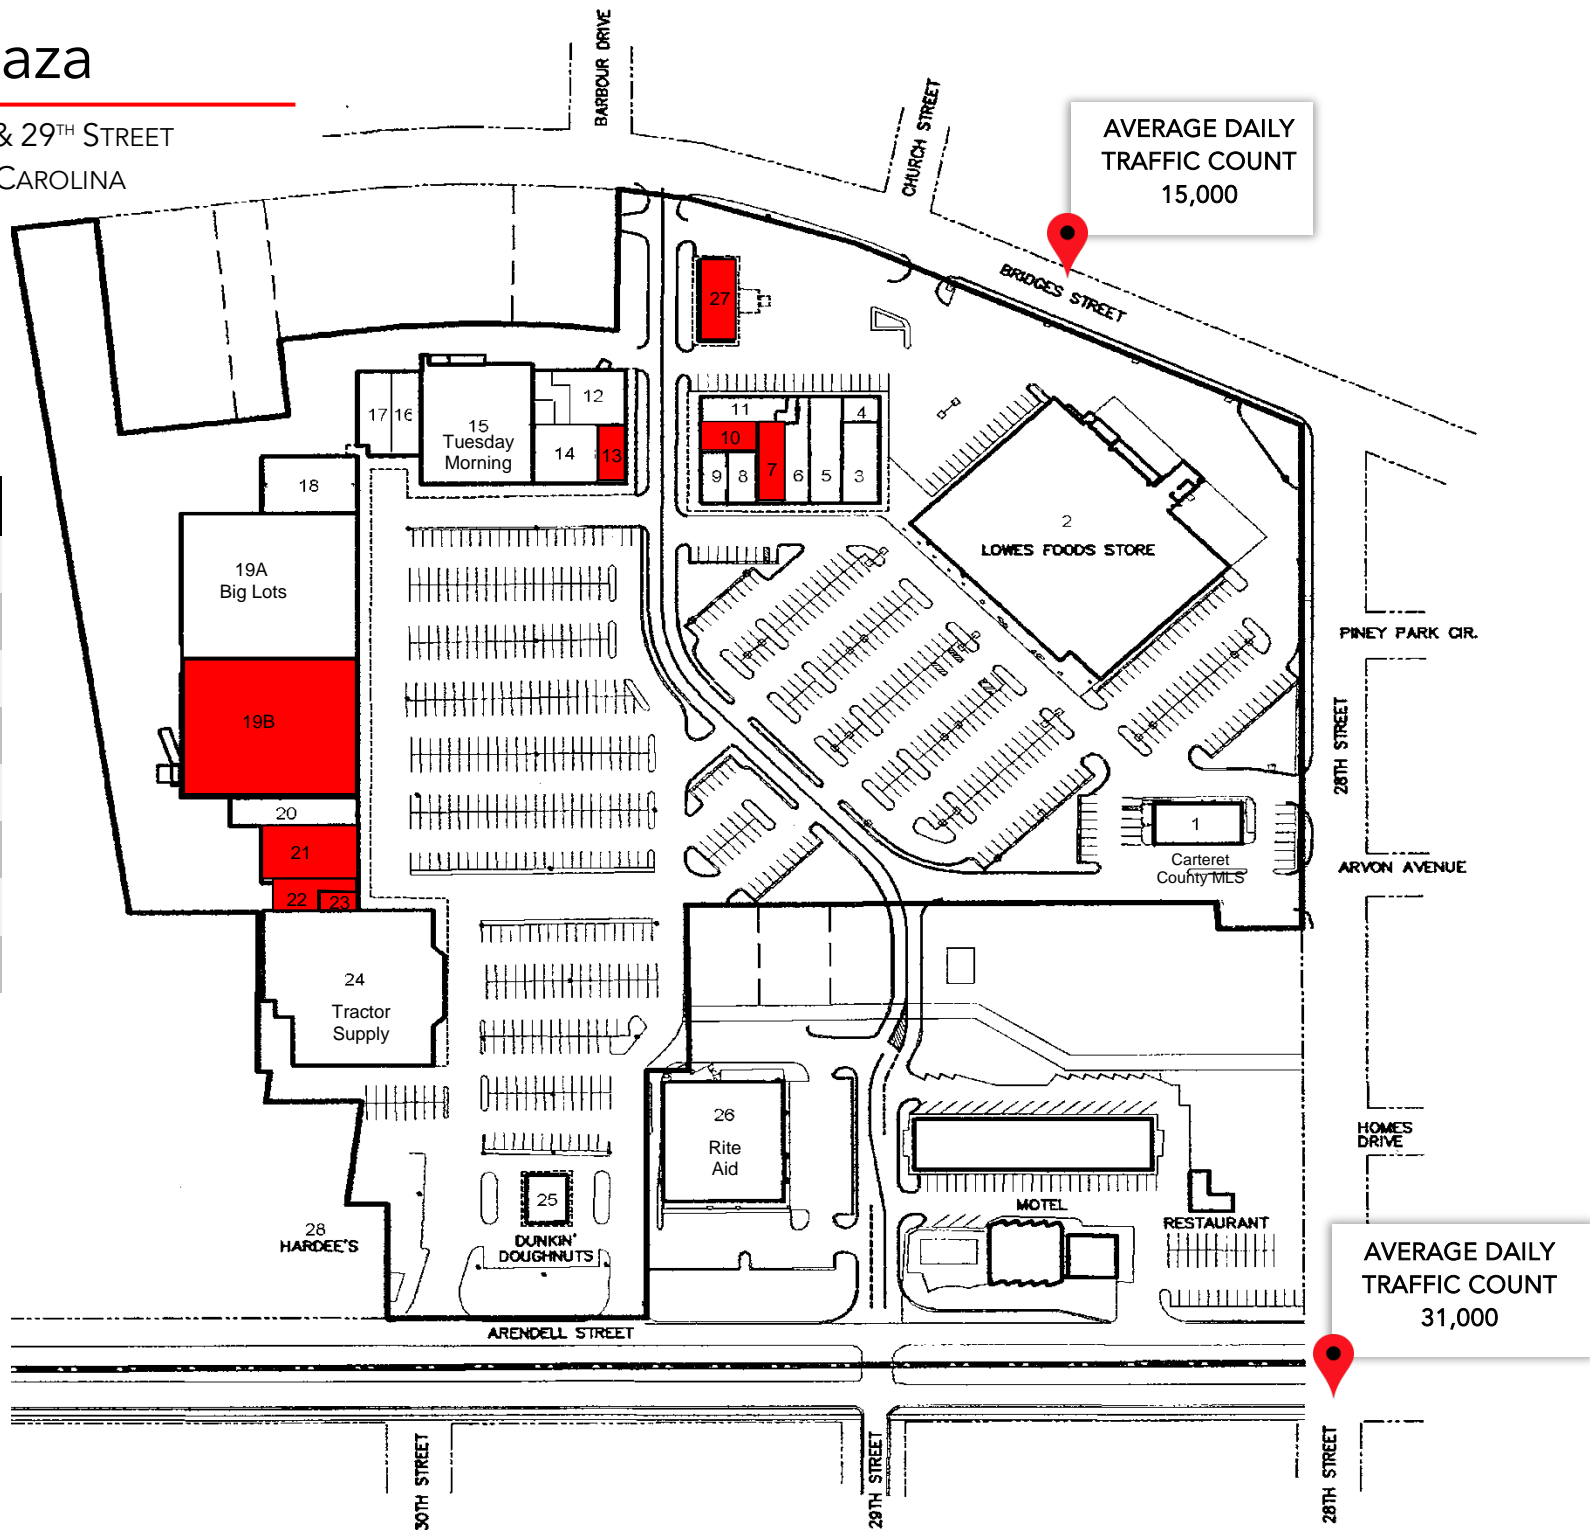 aza
& 29TH STREET
CAROLINA
BARBOUR DRIVE
CHURCH STREET
AVERAGE DAILY
TRAFFIC COUNT
15,000
BRIDGES STREET
27
17
16
15
Tuesday
Morning
12
14
13
11
10
9
8
7
6
5
4
3
2
LOWES FOODS STORE
18
19A
Big Lots
19B
20
21
22
23
24
Tractor
Supply
1
Carteret
County MLS
PINEY PARK CIR.
28TH STREET
ARVON AVENUE
HOMES
DRIVE
26
Rite
Aid
25
DUNKIN'
DOUGHNUTS
28
HARDEE'S
MOTEL
RESTAURANT
AVERAGE DAILY
TRAFFIC COUNT
31,000
ARENDELL STREET
30TH STREET
29TH STREET
28TH STREET